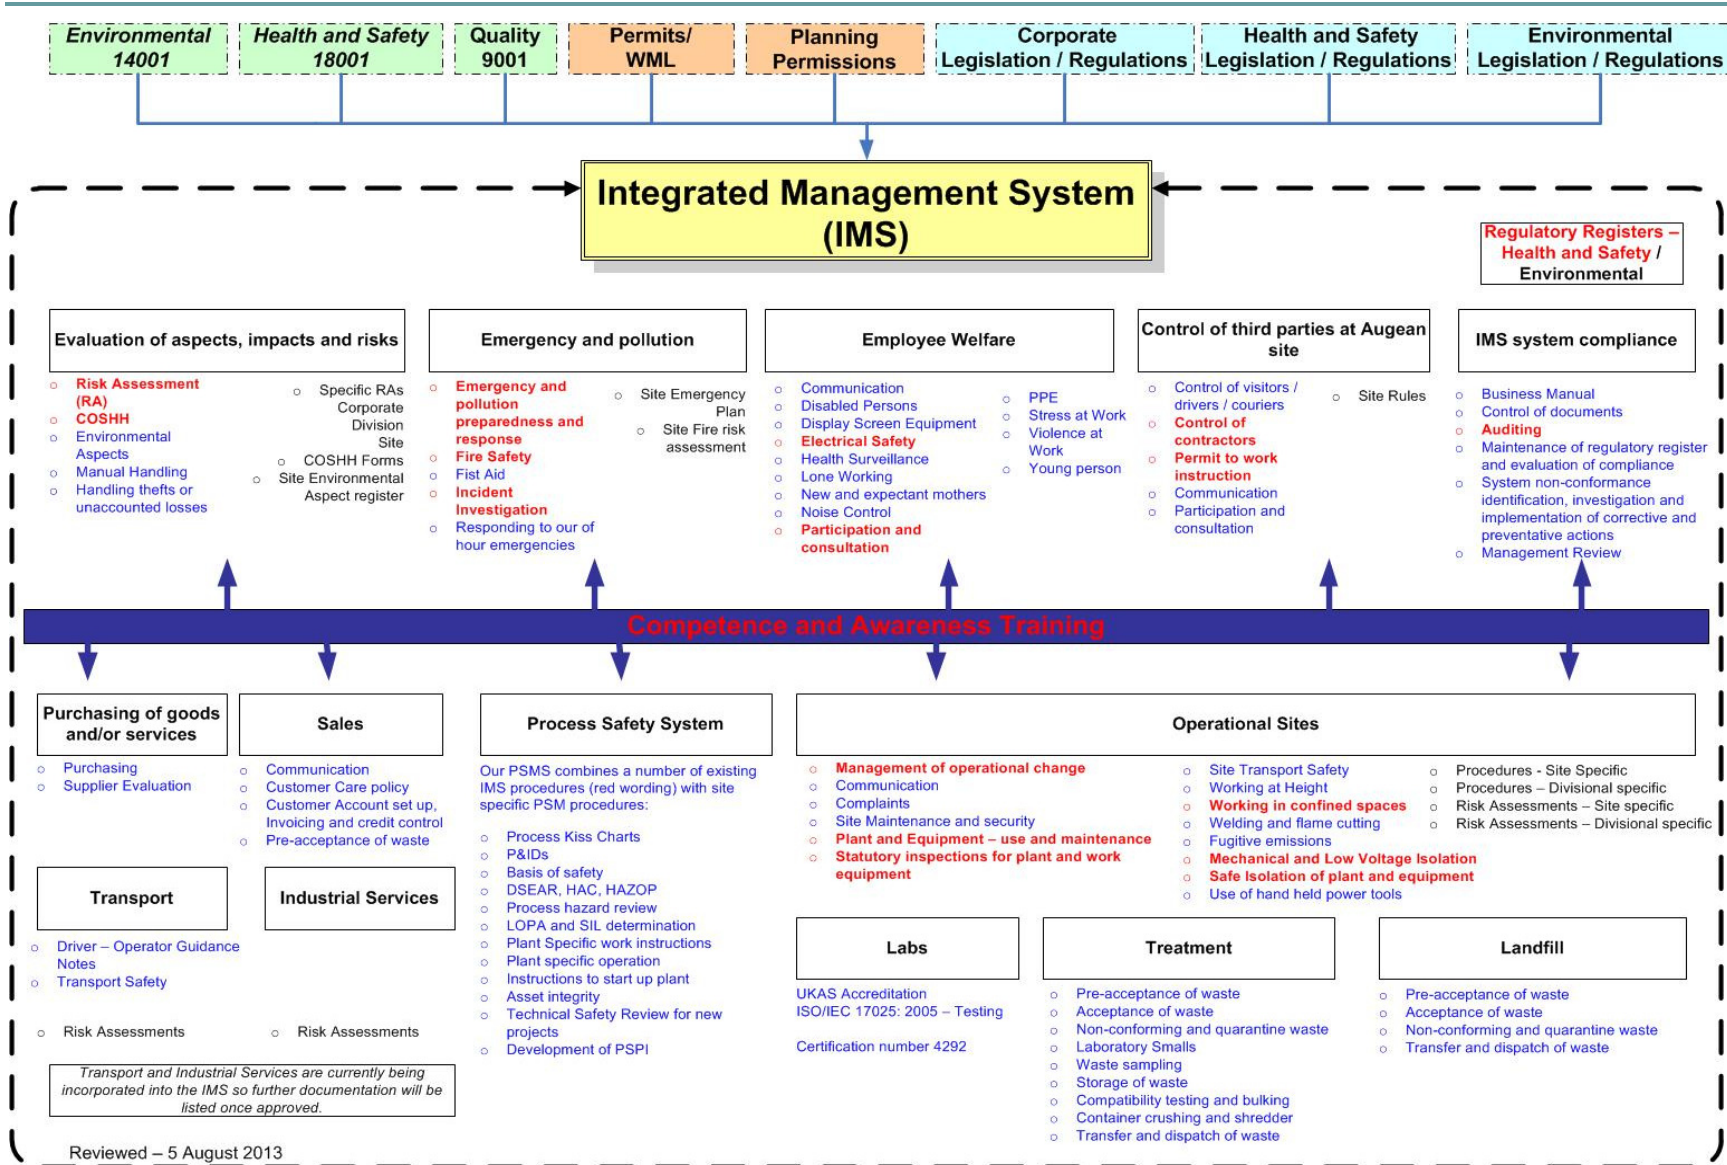 Environmental
14001
Health and Safety
18001
Quality
9001
Permits/
WML
Planning
Permissions
Corporate
Legislation / Regulations
Health and Safety
Legislation / Regulations
Environmental
Legislation / Regulations
Integrated Management System
(IMS)
Regulatory Registers –
Health and Safety /
Environmental
Evaluation of aspects, impacts and risks
Risk Assessment
(RA)
COSHH
Environmental
Aspects
Manual Handling
Handling thefts or
unaccounted losses
Specific RAs
Corporate
Division
Site
COSHH Forms
Site Environmental
Aspect register
Emergency and pollution
Emergency and
pollution
preparedness and
response
Fire Safety
Fist Aid
Incident
Investigation
Responding to our of
hour emergencies
Site Emergency
Plan
Site Fire risk
assessment
Employee Welfare
Communication
Disabled Persons
Display Screen Equipment
Electrical Safety
Health Surveillance
Lone Working
New and expectant mothers
Noise Control
Participation and
consultation
PPE
Stress at Work
Violence at
Work
Young person
Control of third parties at Augean
site
Control of visitors /
drivers / couriers
Control of
contractors
Permit to work
instruction
Communication
Participation and
consultation
Site Rules
IMS system compliance
Business Manual
Control of documents
Auditing
Maintenance of regulatory register
and evaluation of compliance
System non-conformance
identification, investigation and
implementation of corrective and
preventative actions
Management Review
Competence and Awareness Training
Purchasing of goods
and/or services
Purchasing
Supplier Evaluation
Sales
Communication
Customer Care policy
Customer Account set up,
Invoicing and credit control
Pre-acceptance of waste
Transport
Driver – Operator Guidance
Notes
Transport Safety
Risk Assessments
Industrial Services
Risk Assessments
Transport and Industrial Services are currently being
incorporated into the IMS so further documentation will be
listed once approved.
Process Safety System
Our PSMS combines a number of existing
IMS procedures (red wording) with site
specific PSM procedures:
Process Kiss Charts
P&IDs
Basis of safety
DSEAR, HAC, HAZOP
Process hazard review
LOPA and SIL determination
Plant Specific work instructions
Plant specific operation
Instructions to start up plant
Asset integrity
Technical Safety Review for new
projects
Development of PSPI
Operational Sites
Management of operational change
Communication
Complaints
Site Maintenance and security
Plant and Equipment – use and maintenance
Statutory inspections for plant and work
equipment
Site Transport Safety
Working at Height
Working in confined spaces
Welding and flame cutting
Fugitive emissions
Mechanical and Low Voltage Isolation
Safe Isolation of plant and equipment
Use of hand held power tools
Procedures - Site Specific
Procedures – Divisional specific
Risk Assessments – Site specific
Risk Assessments – Divisional specific
Labs
UKAS Accreditation
ISO/IEC 17025: 2005 – Testing
Certification number 4292
Treatment
Pre-acceptance of waste
Acceptance of waste
Non-conforming and quarantine waste
Laboratory Smalls
Waste sampling
Storage of waste
Compatibility testing and bulking
Container crushing and shredder
Transfer and dispatch of waste
Landfill
Pre-acceptance of waste
Acceptance of waste
Non-conforming and quarantine waste
Transfer and dispatch of waste
Reviewed – 5 August 2013